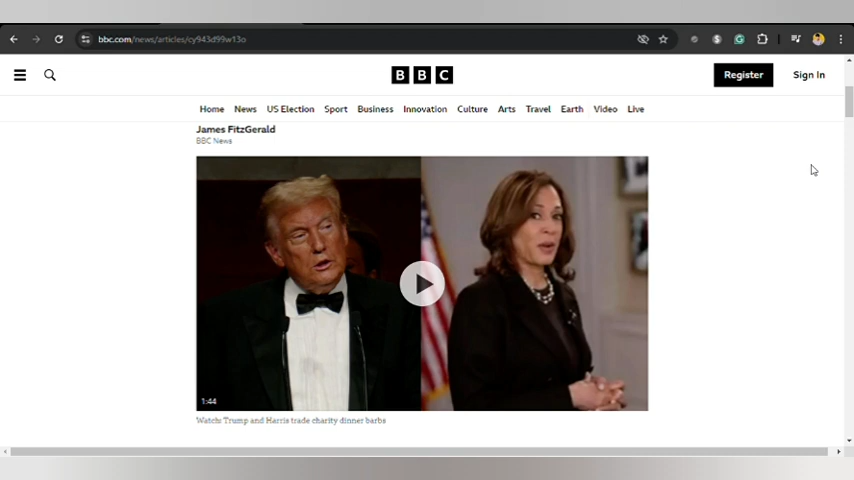 bbc.com/news/articles/cy943d99w13o
BBC
Register
Sign In
Home News US Election Sport Business Innovation Culture Arts Travel Earth Video Live
James FitzGerald
BBC News
1:44
Watch: Trump and Harris trade charity dinner barbs